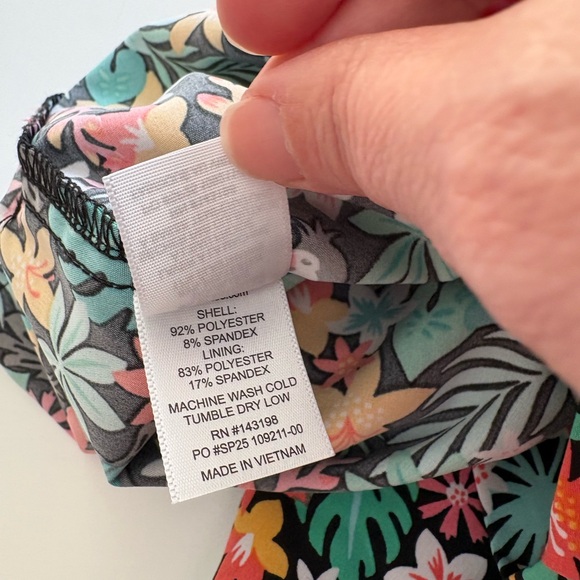 SHELL:
92% POLYESTER
8% SPANDEX
LINING:
83% POLYESTER
17% SPANDEX
MACHINE WASH COLD
TUMBLE DRY LOW
RN #143198
PO #SP25 109211-00
MADE IN VIETNAM